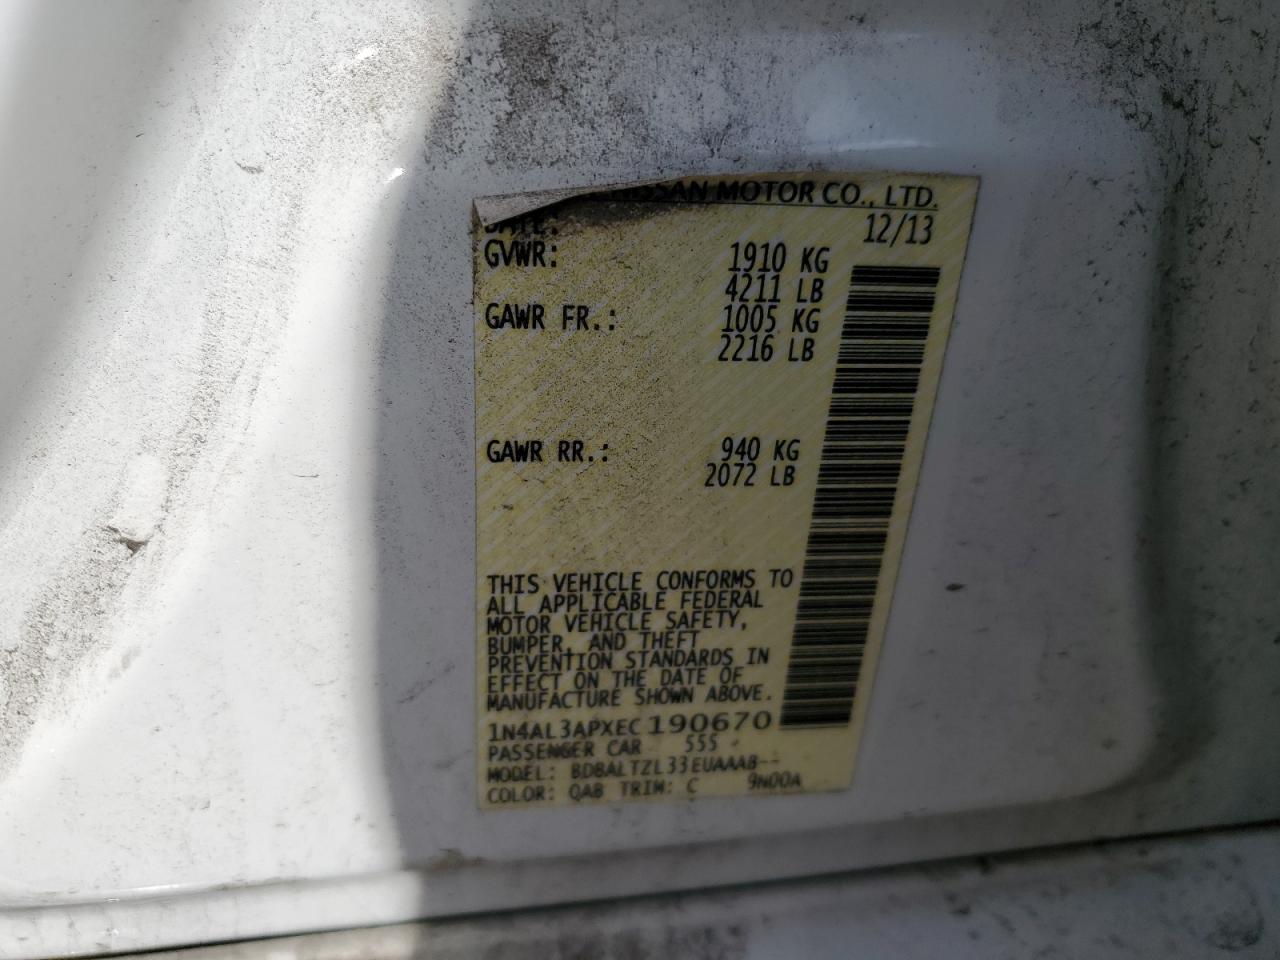 NISSAN MOTOR CO., LTD.
DATE: 12/13
GVWR: 1910 KG
4211 LB
GAWR FR.: 1005 KG
2216 LB
GAWR RR.: 940 KG
2072 LB
THIS VEHICLE CONFORMS TO
ALL APPLICABLE FEDERAL
MOTOR VEHICLE SAFETY,
BUMPER, AND THEFT
PREVENTION STANDARDS IN
EFFECT ON THE DATE OF
MANUFACTURE SHOWN ABOVE.
1N4AL3APXEC190670
PASSENGER CAR 555
MODEL: BDBALTZL33EUAAAB--
COLOR: QAB TRIM: C 9N00A